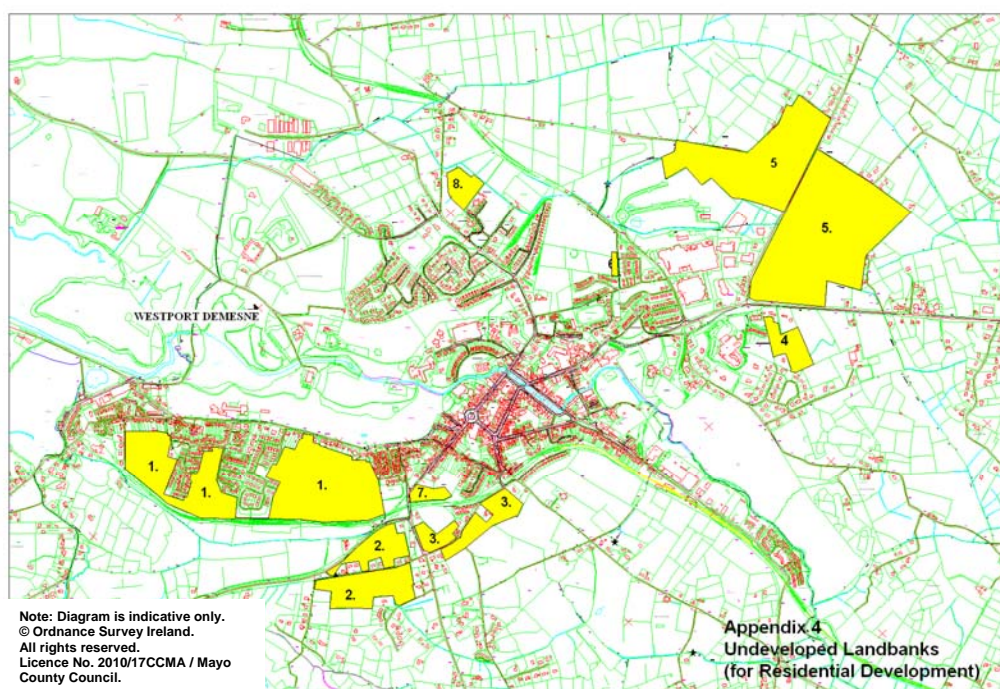 5
8.
5.
6
WESTPORT DEMESNE
4
1.
1.
1.
7.
3.
3.
2.
2.
Note: Diagram is indicative only.
© Ordnance Survey Ireland.
All rights reserved.
Licence No. 2010/17CCMA / Mayo
County Council.
Appendix 4
Undeveloped Landbanks
(for Residential Development)